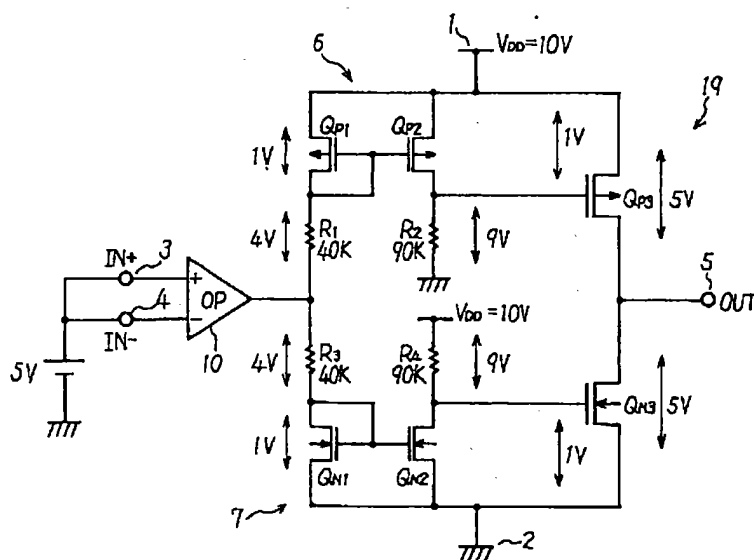 6
1
VDD=10V
19
QP1
QP2
1V
1V
QP3
5V
4V
R1
40K
R2
90K
9V
IN+
3
4
IN-
+
OP
-
10
5
OUT
VDD=10V
5V
4V
R3
40K
R4
90K
9V
QN3
5V
1V
QN1
QN2
1V
7
2